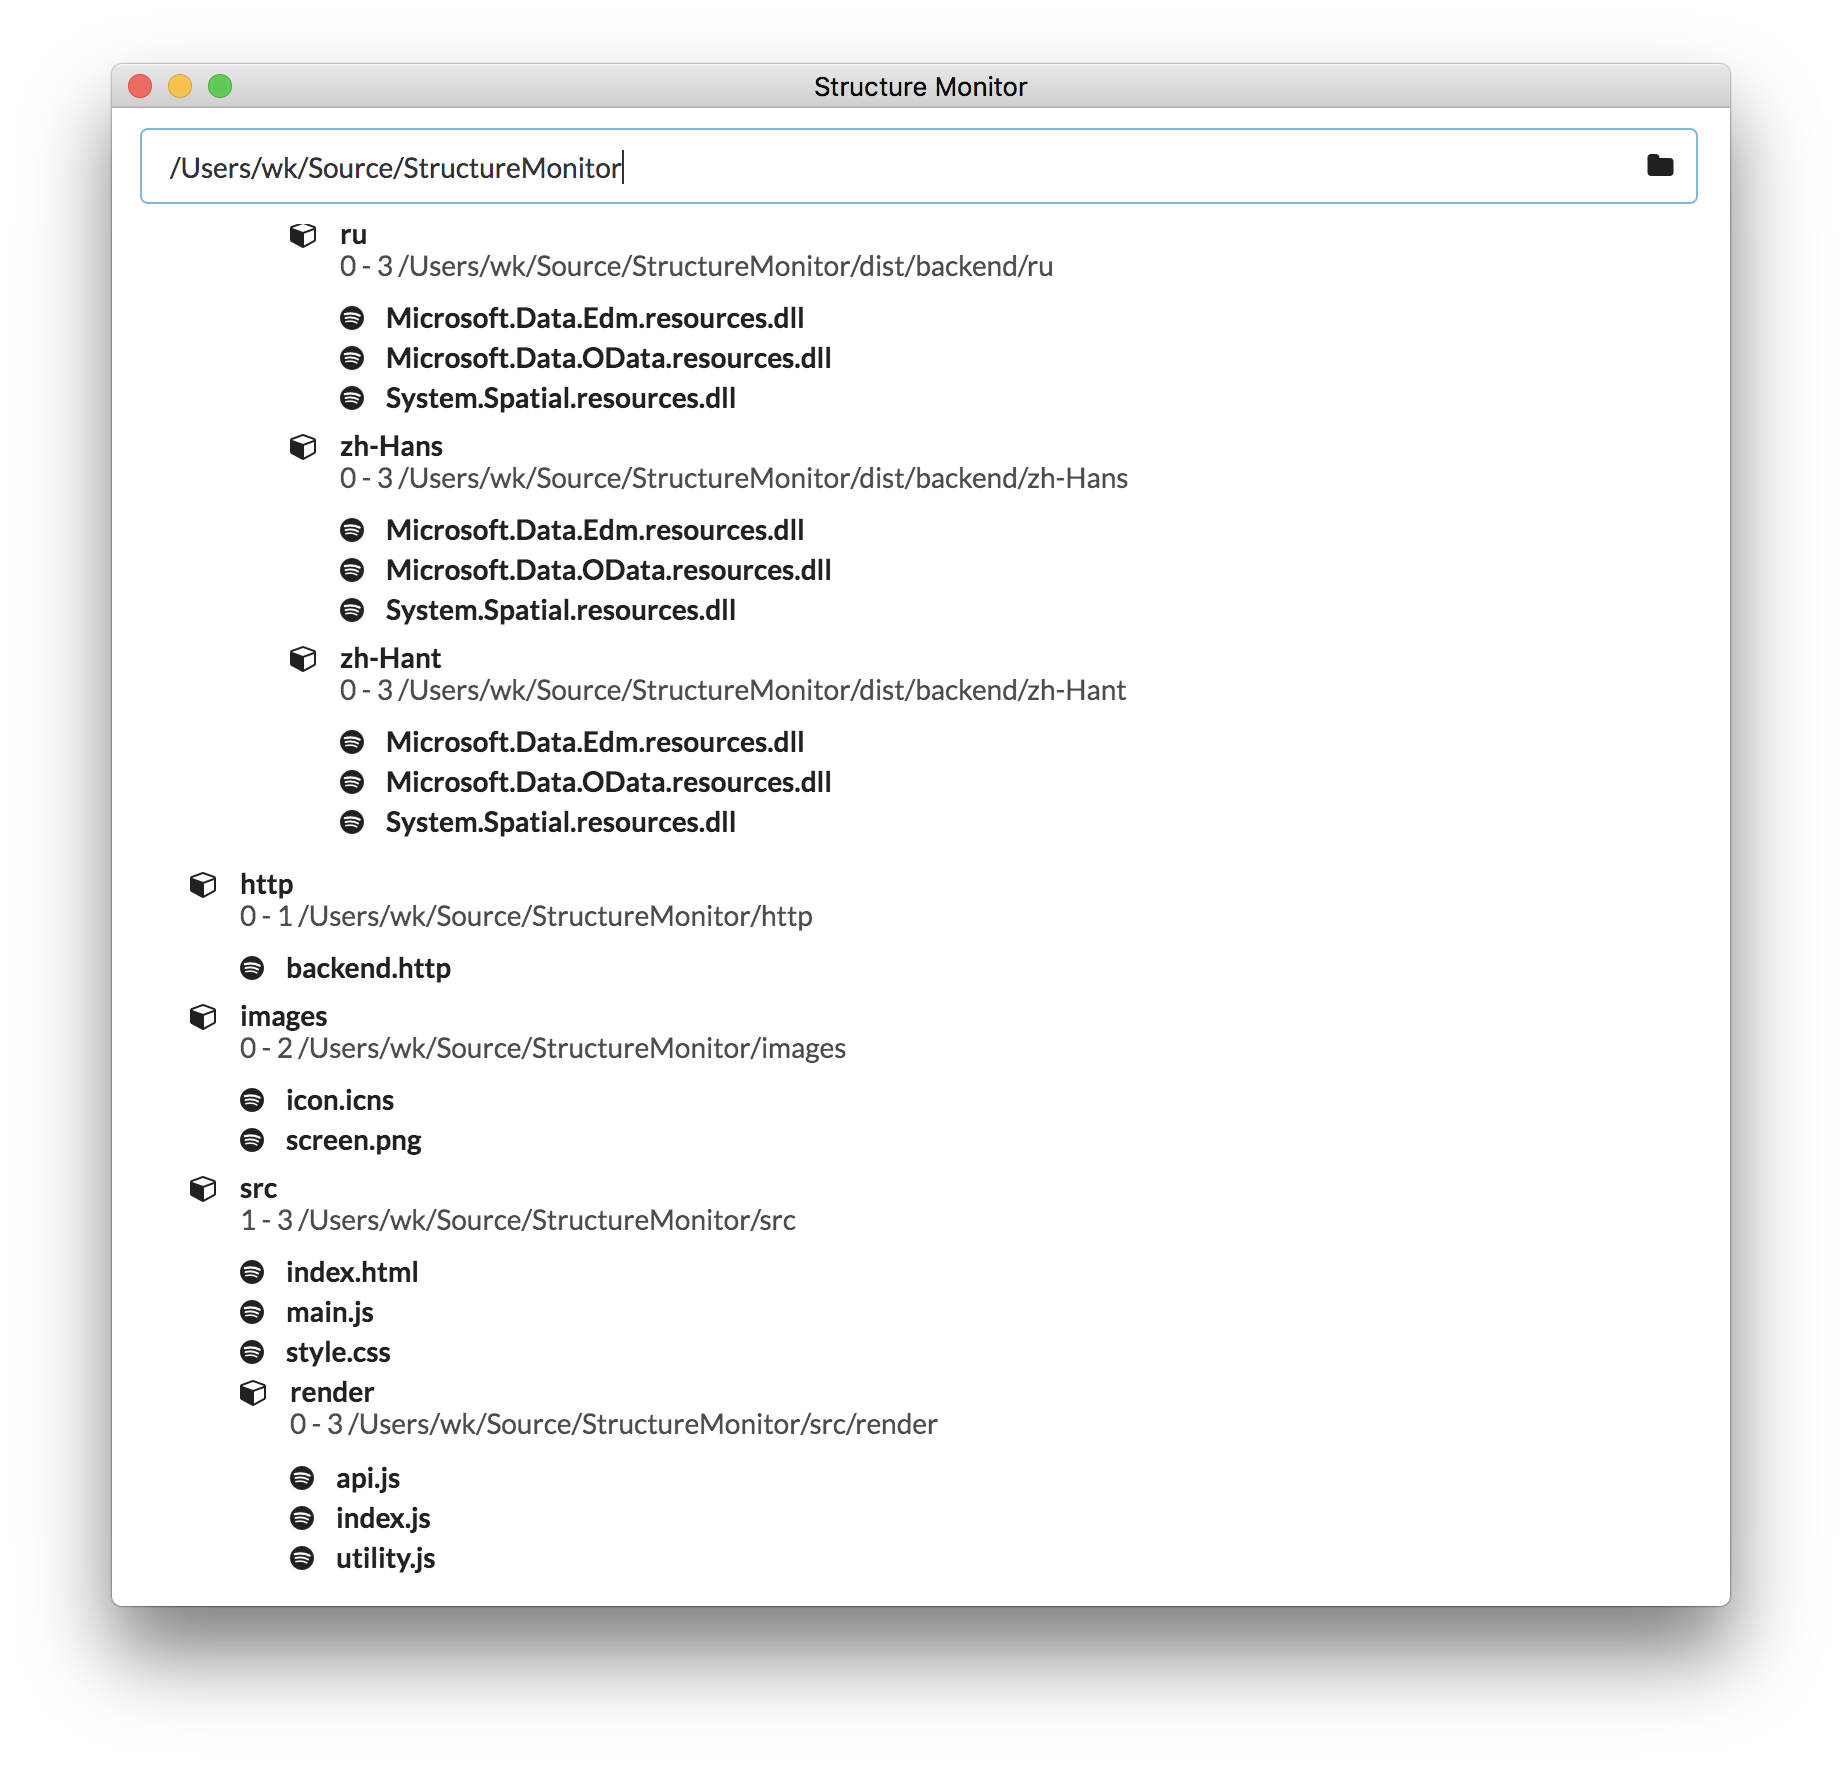 Structure Monitor
/Users/wk/Source/StructureMonitor
ru
0 - 3 /Users/wk/Source/StructureMonitor/dist/backend/ru
Microsoft.Data.Edm.resources.dll
Microsoft.Data.OData.resources.dll
System.Spatial.resources.dll
zh-Hans
0 - 3 /Users/wk/Source/StructureMonitor/dist/backend/zh-Hans
Microsoft.Data.Edm.resources.dll
Microsoft.Data.OData.resources.dll
System.Spatial.resources.dll
zh-Hant
0 - 3 /Users/wk/Source/StructureMonitor/dist/backend/zh-Hant
Microsoft.Data.Edm.resources.dll
Microsoft.Data.OData.resources.dll
System.Spatial.resources.dll
http
0 - 1 /Users/wk/Source/StructureMonitor/http
backend.http
images
0 - 2 /Users/wk/Source/StructureMonitor/images
icon.icns
screen.png
src
1 - 3 /Users/wk/Source/StructureMonitor/src
index.html
main.js
style.css
render
0 - 3 /Users/wk/Source/StructureMonitor/src/render
api.js
index.js
utility.js